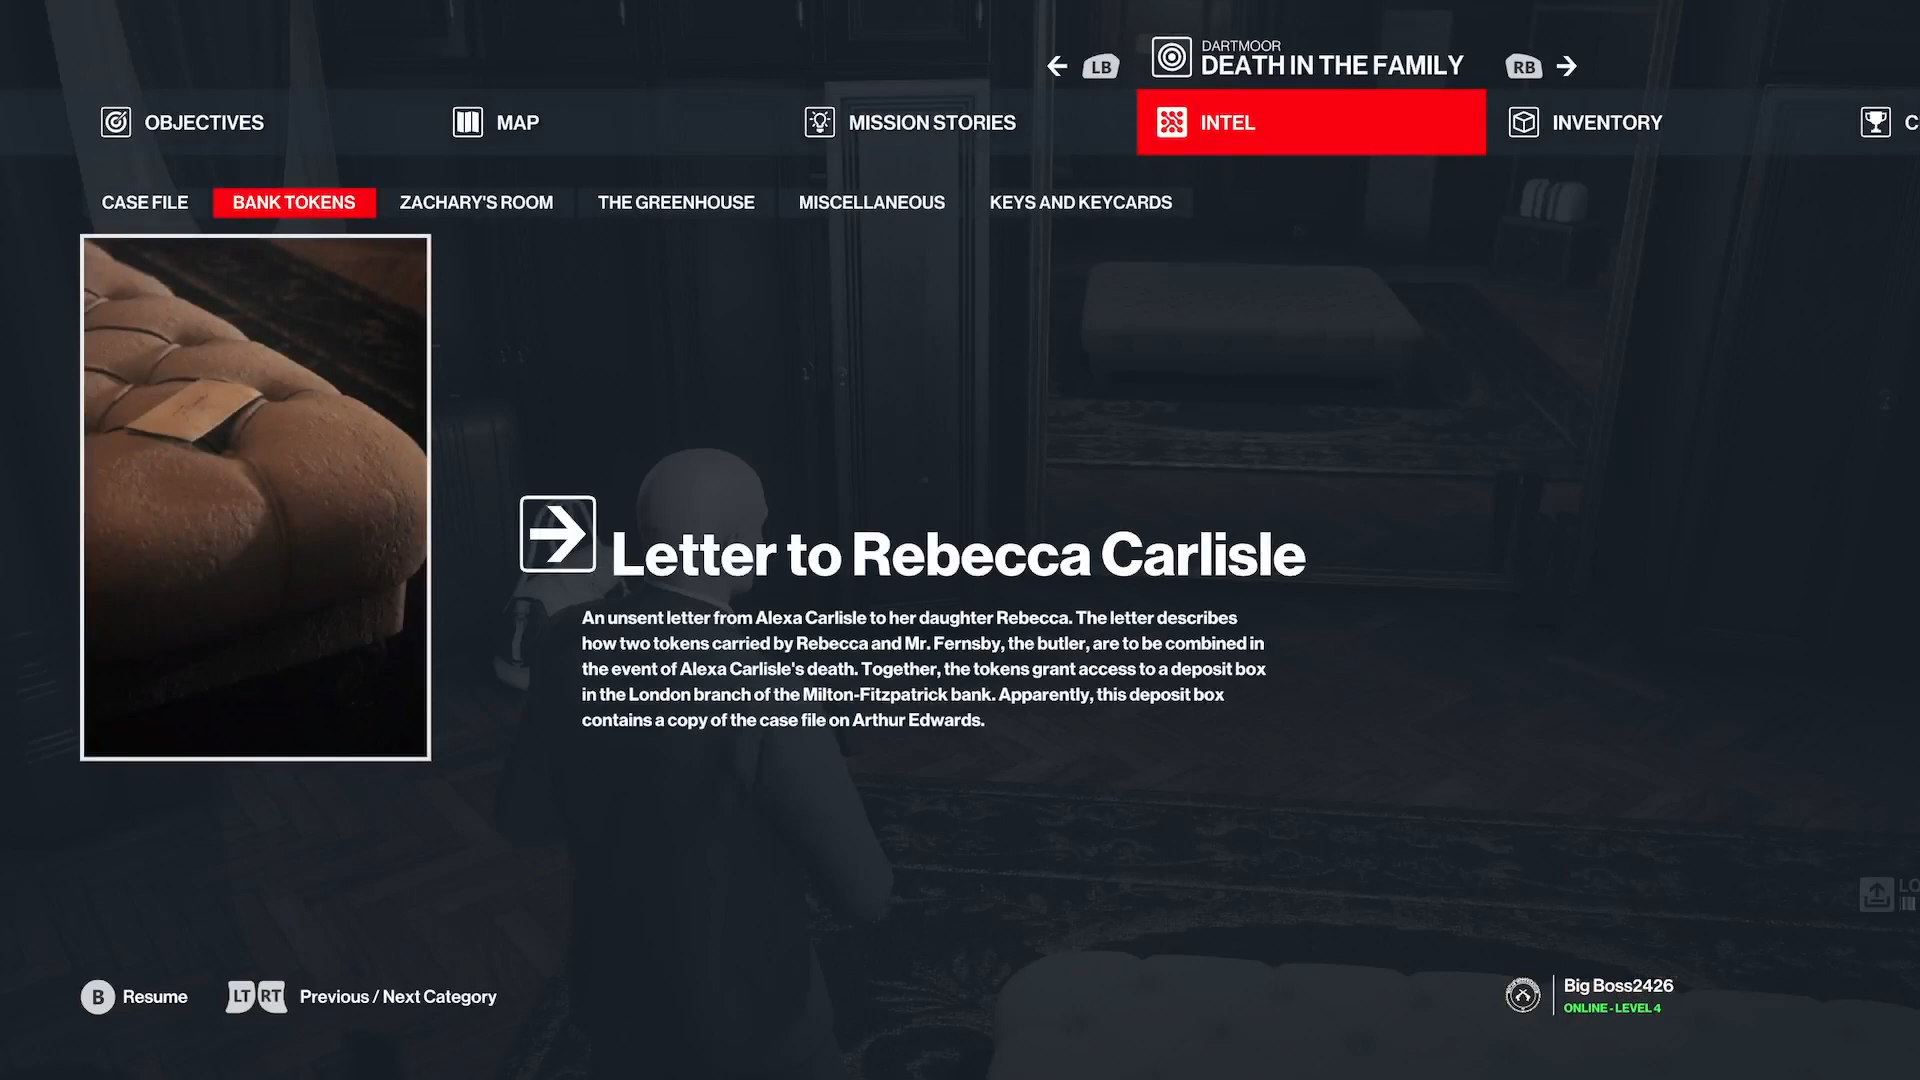 DARTMOOR
LB DEATH IN THE FAMILY RB
OBJECTIVES MAP MISSION STORIES INTEL INVENTORY C
CASE FILE BANK TOKENS ZACHARY'S ROOM THE GREENHOUSE MISCELLANEOUS KEYS AND KEYCARDS
Letter to Rebecca Carlisle
An unsent letter from Alexa Carlisle to her daughter Rebecca. The letter describes
how two tokens carried by Rebecca and Mr. Fernsby, the butler, are to be combined in
the event of Alexa Carlisle's death. Together, the tokens grant access to a deposit box
in the London branch of the Milton-Fitzpatrick bank. Apparently, this deposit box
contains a copy of the case file on Arthur Edwards.
LO
B Resume LT RT Previous / Next Category
Big Boss2426
ONLINE - LEVEL 4